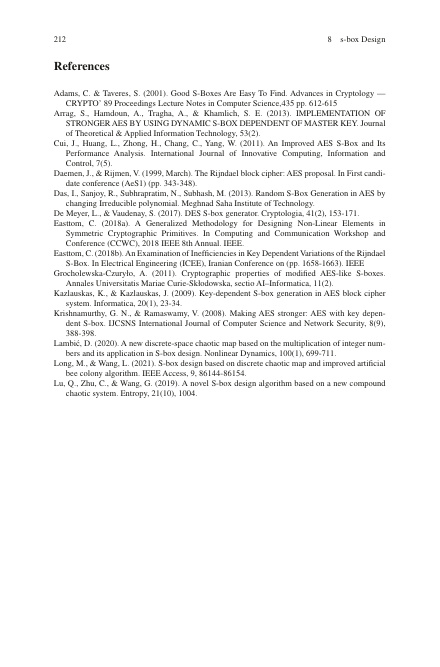 212
8 s-box Design
References
Adams, C. & Taveres, S. (2001). Good S-Boxes Are Easy To Find. Advances in Cryptology —
CRYPTO' 89 Proceedings Lecture Notes in Computer Science,435 pp. 612-615
Arrag, S., Hamdoun, A., Tragha, A., & Khamlich, S. E. (2013). IMPLEMENTATION OF
STRONGER AES BY USING DYNAMIC S-BOX DEPENDENT OF MASTER KEY. Journal
of Theoretical & Applied Information Technology, 53(2).
Cui, J., Huang, L., Zhong, H., Chang, C., Yang, W. (2011). An Improved AES S-Box and Its
Performance Analysis. International Journal of Innovative Computing, Information and
Control, 7(5).
Daemen, J., & Rijmen, V. (1999, March). The Rijndael block cipher: AES proposal. In First candi-
date conference (AeS1) (pp. 343-348).
Das, I., Sanjoy, R., Subhrapratim, N., Subhash, M. (2013). Random S-Box Generation in AES by
changing Irreducible polynomial. Meghnad Saha Institute of Technology.
De Meyer, L., & Vaudenay, S. (2017). DES S-box generator. Cryptologia, 41(2), 153-171.
Easttom, C. (2018a). A Generalized Methodology for Designing Non-Linear Elements in
Symmetric Cryptographic Primitives. In Computing and Communication Workshop and
Conference (CCWC), 2018 IEEE 8th Annual. IEEE.
Easttom, C. (2018b). An Examination of Inefficiencies in Key Dependent Variations of the Rijndael
S-Box. In Electrical Engineering (ICEE), Iranian Conference on (pp. 1658-1663). IEEE
Grocholewska-Czuryło, A. (2011). Cryptographic properties of modified AES-like S-boxes.
Annales Universitatis Mariae Curie-Skłodowska, sectio AI–Informatica, 11(2).
Kazlauskas, K., & Kazlauskas, J. (2009). Key-dependent S-box generation in AES block cipher
system. Informatica, 20(1), 23-34.
Krishnamurthy, G. N., & Ramaswamy, V. (2008). Making AES stronger: AES with key depen-
dent S-box. IJCSNS International Journal of Computer Science and Network Security, 8(9),
388-398.
Lambić, D. (2020). A new discrete-space chaotic map based on the multiplication of integer num-
bers and its application in S-box design. Nonlinear Dynamics, 100(1), 699-711.
Long, M., & Wang, L. (2021). S-box design based on discrete chaotic map and improved artificial
bee colony algorithm. IEEE Access, 9, 86144-86154.
Lu, Q., Zhu, C., & Wang, G. (2019). A novel S-box design algorithm based on a new compound
chaotic system. Entropy, 21(10), 1004.